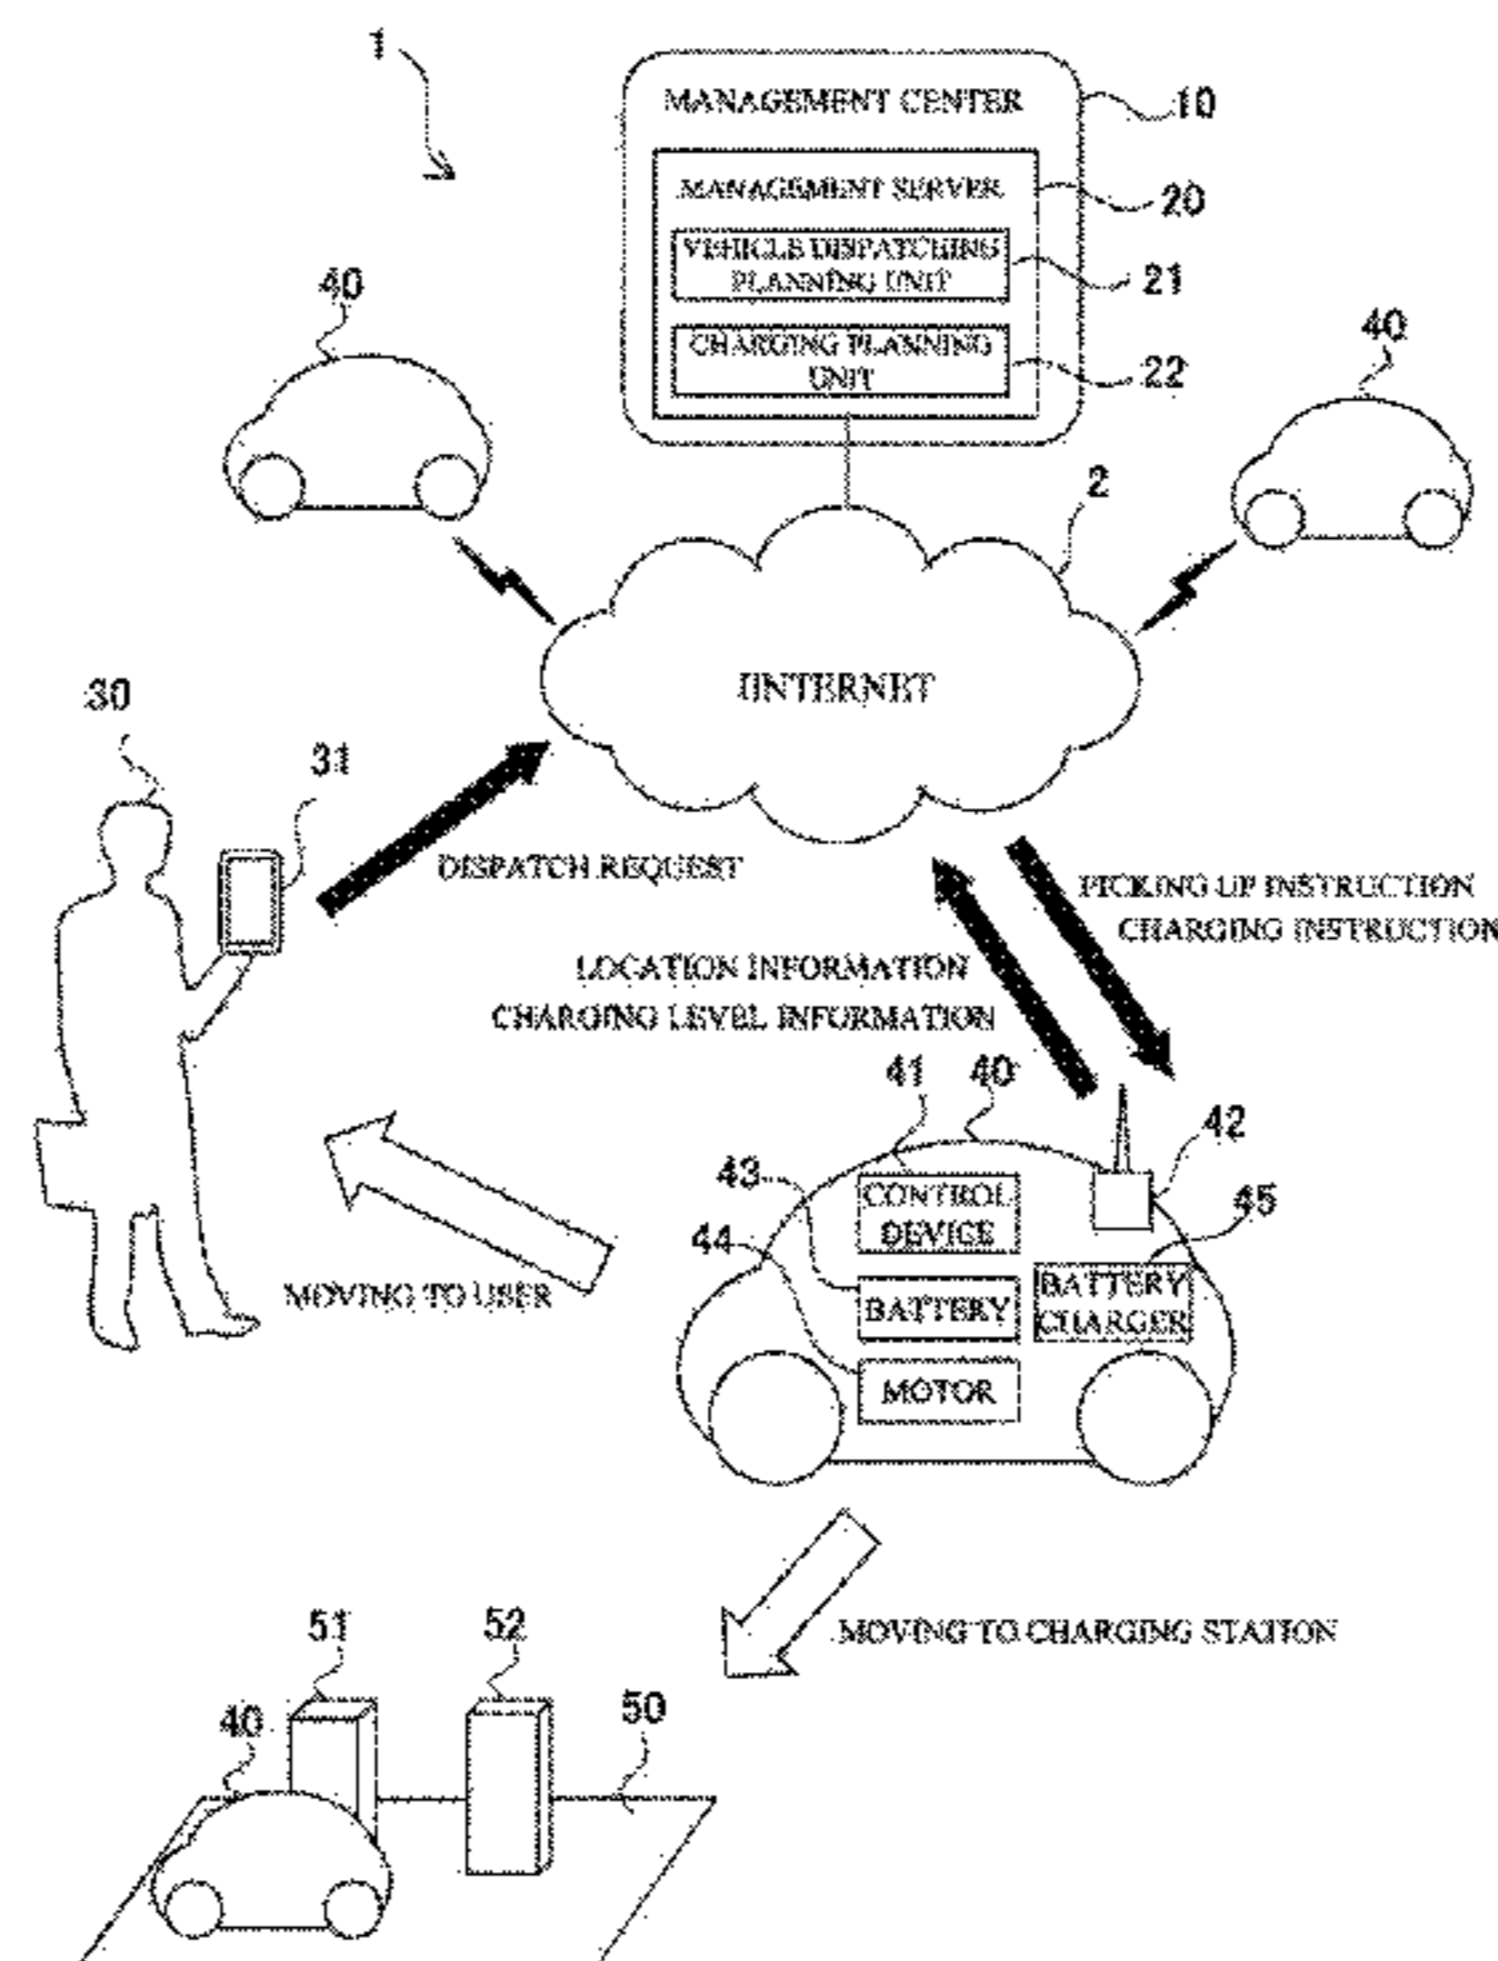 1
MANAGEMENT CENTER
10
MANAGEMENT SERVER
20
VEHICLE DISPATCHING
PLANNING UNIT
21
CHARGING PLANNING
UNIT
22
40
40
2
IINTERNET
30
31
DISPATCH REQUEST
PICKING UP INSTRUCTION
CHARGING INSTRUCTION
LOCATION INFORMATION
CHARGING LEVEL INFORMATION
41
40
42
43
45
44
CONTROL
DEVICE
BATTERY
BATTERY
CHARGER
MOTOR
MOVING TO USER
MOVING TO CHARGING STATION
51
52
40
50